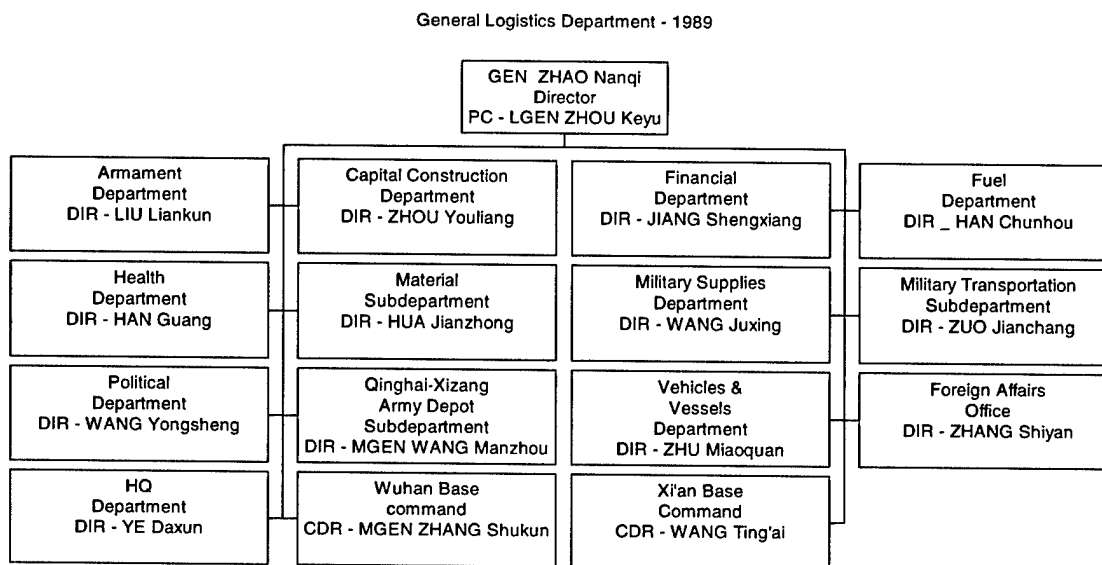 General Logistics Department - 1989
GEN ZHAO Nanqi
Director
PC - LGEN ZHOU Keyu
Armament
Department
DIR - LIU Liankun
Capital Construction
Department
DIR - ZHOU Youliang
Financial
Department
DIR - JIANG Shengxiang
Fuel
Department
DIR _ HAN Chunhou
Health
Department
DIR - HAN Guang
Material
Subdepartment
DIR - HUA Jianzhong
Military Supplies
Department
DIR - WANG Juxing
Military Transportation
Subdepartment
DIR - ZUO Jianchang
Political
Department
DIR - WANG Yongsheng
Qinghai-Xizang
Army Depot
Subdepartment
DIR - MGEN WANG Manzhou
Vehicles &
Vessels
Department
DIR - ZHU Miaoquan
Foreign Affairs
Office
DIR - ZHANG Shiyan
HQ
Department
DIR - YE Daxun
Wuhan Base
command
CDR - MGEN ZHANG Shukun
Xi'an Base
Command
CDR - WANG Ting'ai